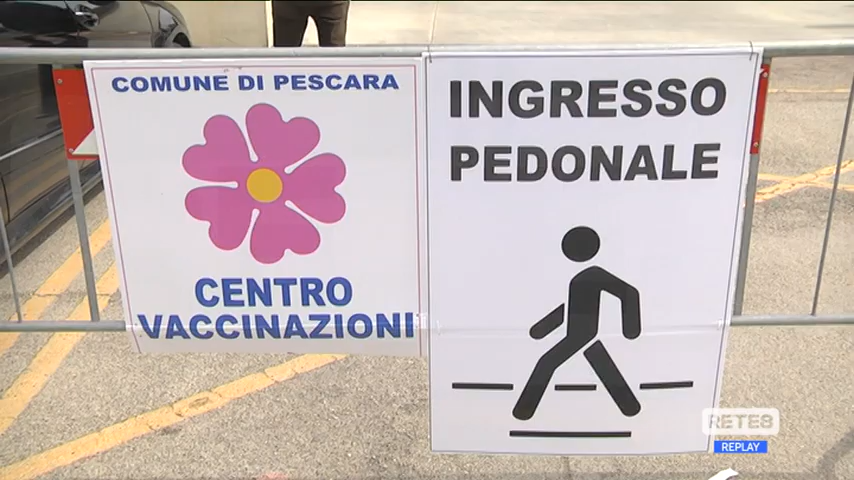 COMUNE DI PESCARA
CENTRO
VACCINAZIONI
INGRESSO
PEDONALE
RETE8
REPLAY